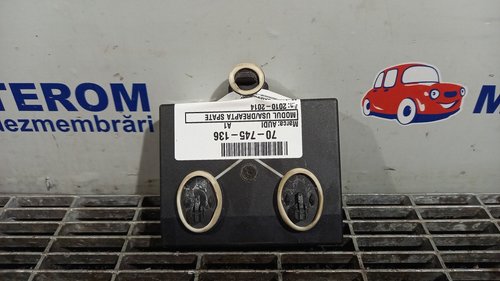 TEROM
dezmembrări
70-745-136
Marca: AUDI A1
MODUL USA/DREAPTA SPATE
An: 2010-2014